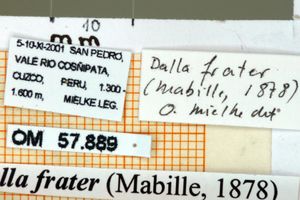 10
mm
5-10-XI-2001 SAN PEDRO,
VALE RIO COSÑIPATA,
CUZCO, PERU, 1.300 -
1.600 m, MIELKE LEG.
Dalla frater
(Mabille, 1878)
O. Mielke det
OM 57.889
lla frater (Mabille, 1878)